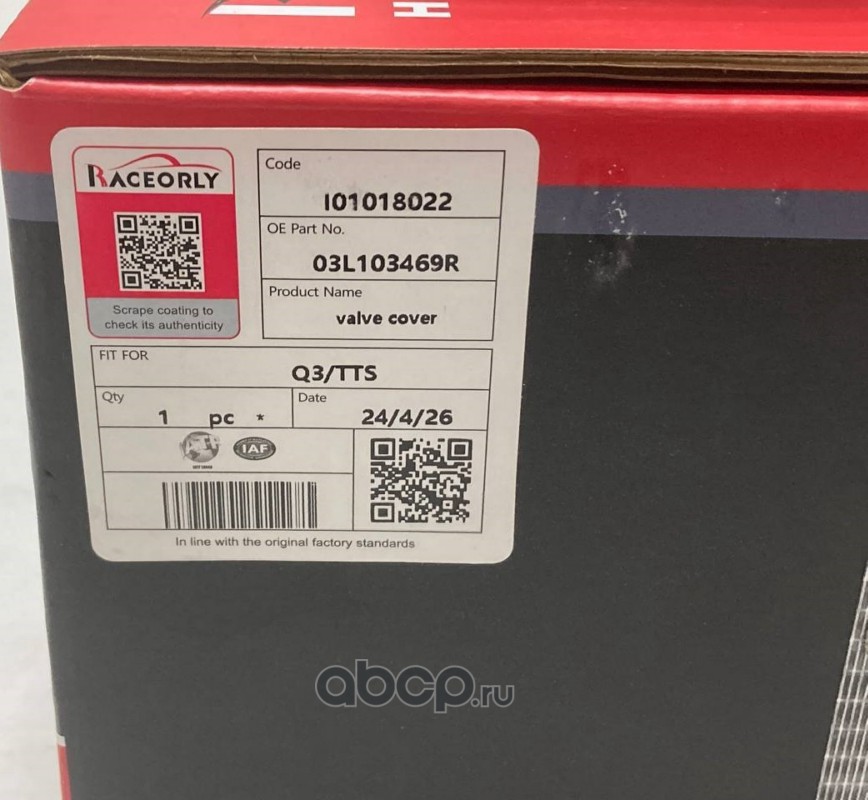 H
RACEORLY
Scrape coating to
check its authenticity
Code
I01018022
OE Part No.
03L103469R
Product Name
valve cover
FIT FOR
Q3/TTS
Qty
1 pc *
Date
24/4/26
IAF
In line with the original factory standards
abcp.ru